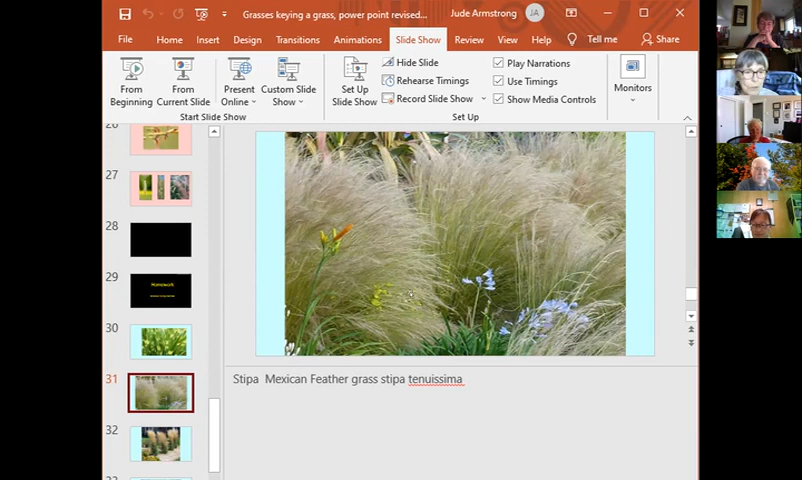 Grasses keying a grass, power point revised...
Jude Armstrong
JA
File Home Insert Design Transitions Animations Slide Show Review View Help Tell me Share
From Beginning
From Current Slide
Present Online
Custom Slide Show
Set Up Slide Show
Hide Slide
Rehearse Timings
Record Slide Show
Play Narrations
Use Timings
Show Media Controls
Monitors
Start Slide Show
Set Up
27
28
29
Homework
30
31
32
Stipa Mexican Feather grass stipa tenuissima